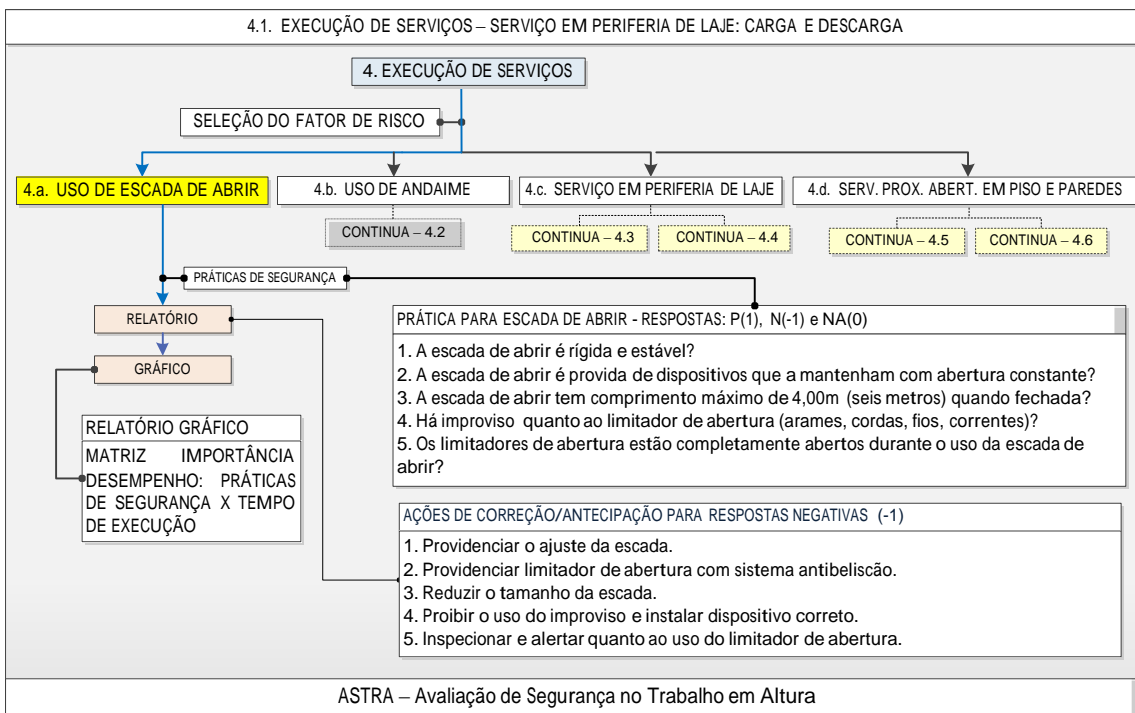 4.1. EXECUÇÃO DE SERVIÇOS – SERVIÇO EM PERIFERIA DE LAJE: CARGA E DESCARGA
4. EXECUÇÃO DE SERVIÇOS
SELEÇÃO DO FATOR DE RISCO
4.a. USO DE ESCADA DE ABRIR
4.b. USO DE ANDAIME
4.c. SERVIÇO EM PERIFERIA DE LAJE
4.d. SERV. PROX. ABERT. EM PISO E PAREDES
CONTINUA – 4.2
CONTINUA – 4.3
CONTINUA – 4.4
CONTINUA – 4.5
CONTINUA – 4.6
PRÁTICAS DE SEGURANÇA
RELATÓRIO
GRÁFICO
RELATÓRIO GRÁFICO
MATRIZ IMPORTÂNCIA
DESEMPENHO: PRÁTICAS
DE SEGURANÇA X TEMPO
DE EXECUÇÃO
PRÁTICA PARA ESCADA DE ABRIR - RESPOSTAS: P(1), N(-1) e NA(0)
1. A escada de abrir é rígida e estável?
2. A escada de abrir é provida de dispositivos que a mantenham com abertura constante?
3. A escada de abrir tem comprimento máximo de 4,00m (seis metros) quando fechada?
4. Há improviso quanto ao limitador de abertura (arames, cordas, fios, correntes)?
5. Os limitadores de abertura estão completamente abertos durante o uso da escada de
abrir?
AÇÕES DE CORREÇÃO/ANTECIPAÇÃO PARA RESPOSTAS NEGATIVAS (-1)
1. Providenciar o ajuste da escada.
2. Providenciar limitador de abertura com sistema antibeliscão.
3. Reduzir o tamanho da escada.
4. Proibir o uso do improviso e instalar dispositivo correto.
5. Inspecionar e alertar quanto ao uso do limitador de abertura.
ASTRA – Avaliação de Segurança no Trabalho em Altura